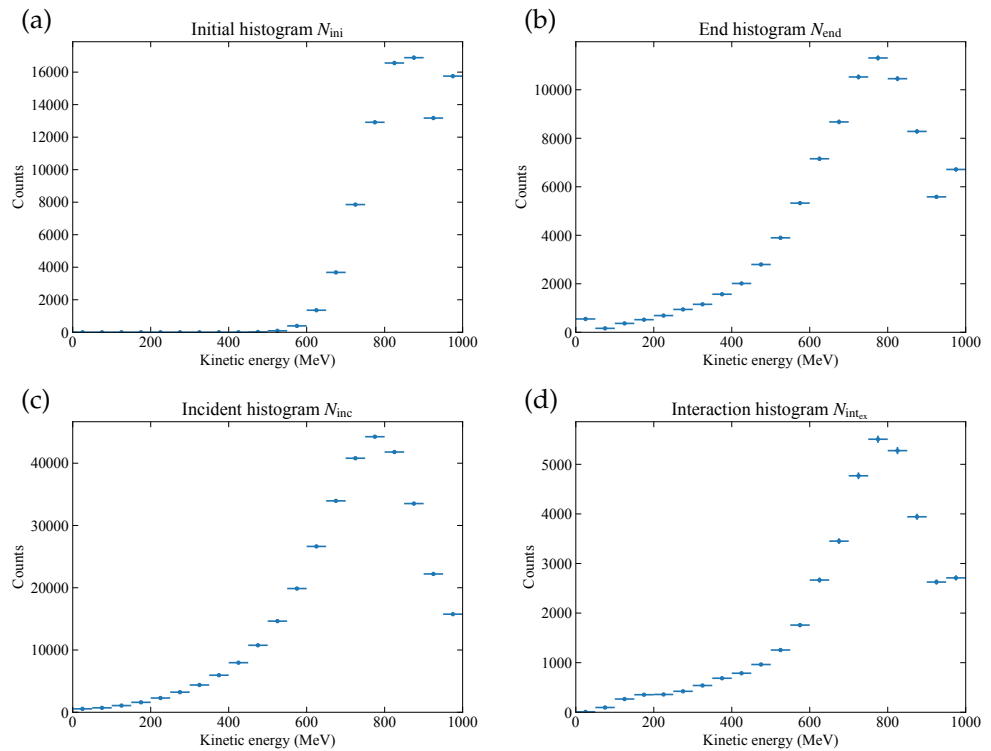 (a)
Initial histogram N_ini
Counts
16000
14000
12000
10000
8000
6000
4000
2000
0
0 200 400 600 800 1000
Kinetic energy (MeV)
(b)
End histogram N_end
Counts
10000
8000
6000
4000
2000
0
0 200 400 600 800 1000
Kinetic energy (MeV)
(c)
Incident histogram N_inc
Counts
40000
30000
20000
10000
0
0 200 400 600 800 1000
Kinetic energy (MeV)
(d)
Interaction histogram N_int_ex
Counts
5000
4000
3000
2000
1000
0
0 200 400 600 800 1000
Kinetic energy (MeV)